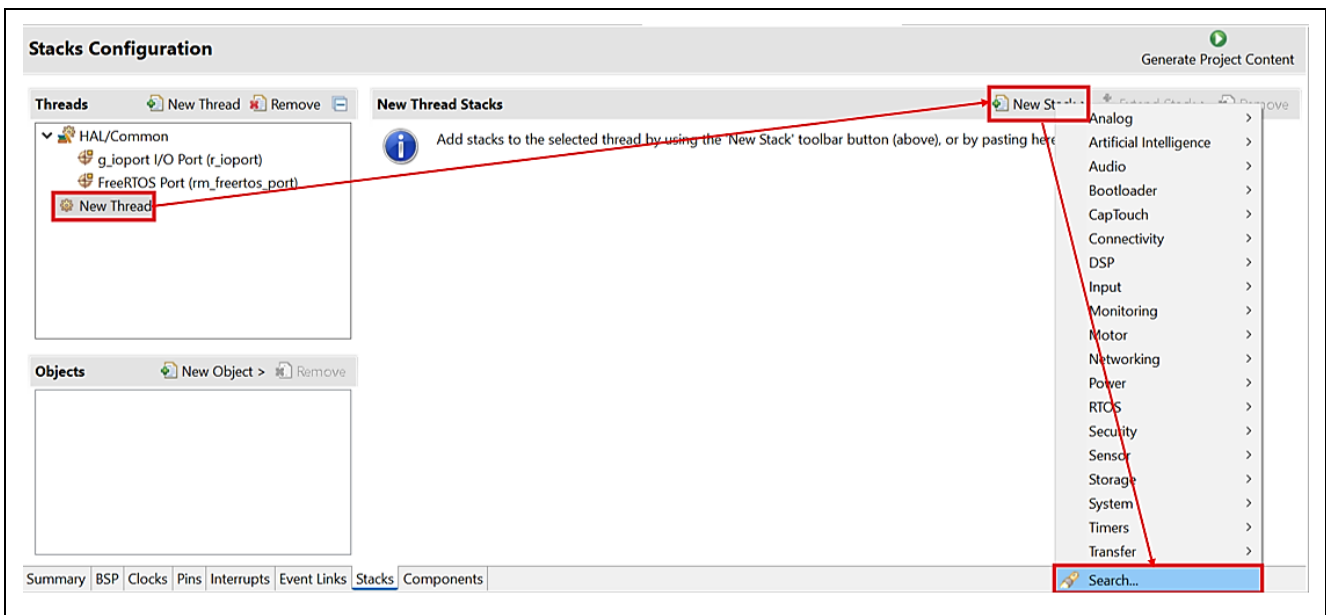 Stacks Configuration
Generate Project Content
Threads New Thread Remove
HAL/Common
g_ioport I/O Port (r_ioport)
FreeRTOS Port (rm_freertos_port)
New Thread
Objects New Object > Remove
New Thread Stacks New Stack >
Add stacks to the selected thread by using the 'New Stack' toolbar button (above), or by pasting here
Analog >
Artificial Intelligence >
Audio >
Bootloader >
CapTouch >
Connectivity >
DSP >
Input >
Monitoring >
Motor >
Networking >
Power >
RTOS >
Security >
Sensor >
Storage >
System >
Timers >
Transfer >
Search...
Summary BSP Clocks Pins Interrupts Event Links Stacks Components